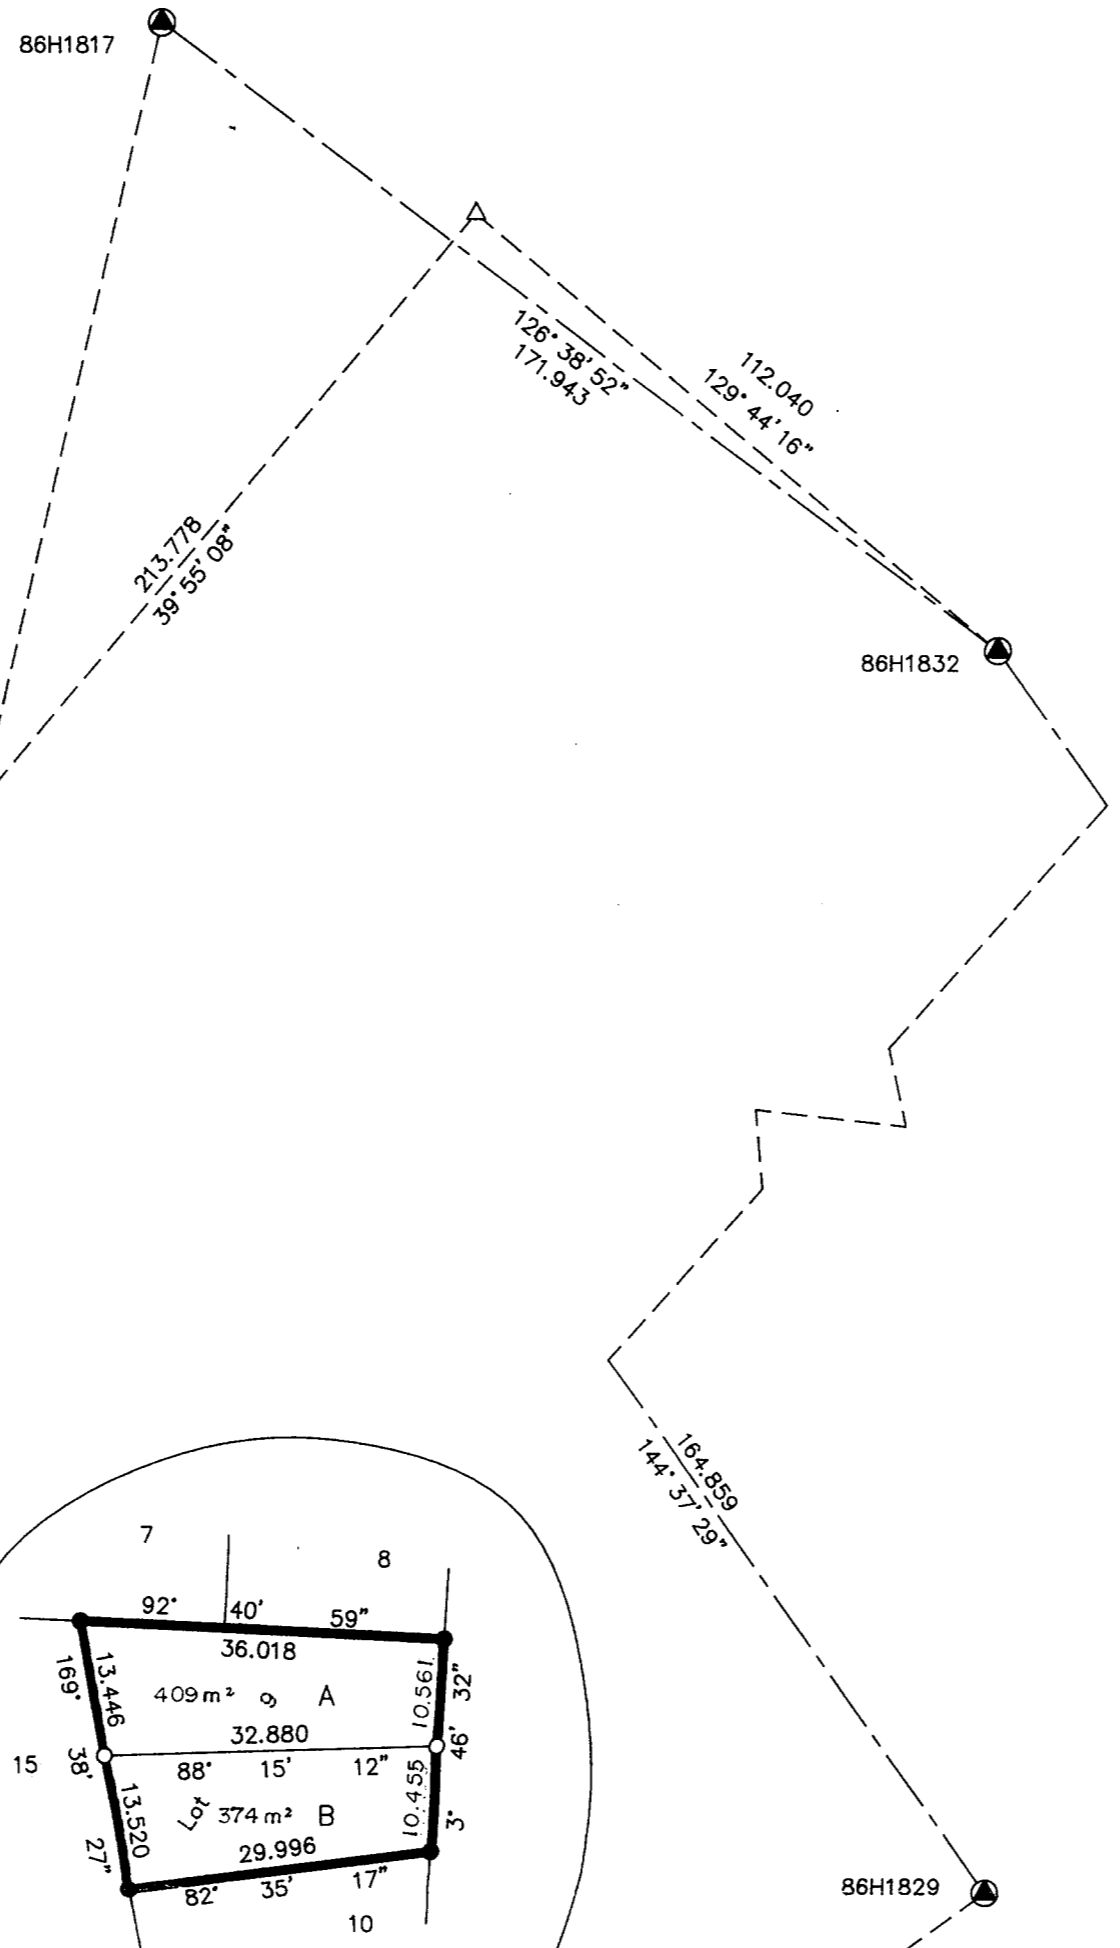 86H1817
126° 38' 52"
171.943
112.040
129° 44' 16"
213.778
39° 55' 08"
86H1832
164.859
144° 37' 29"
7
8
92° 40' 59"
36.018
169° 38' 27"
13.446
409 m² 9 A
10.561
3° 46' 32"
32.880
15
88° 15' 12"
13.520
Lot 374 m² B
10.455
29.996
82° 35' 17"
10
86H1829